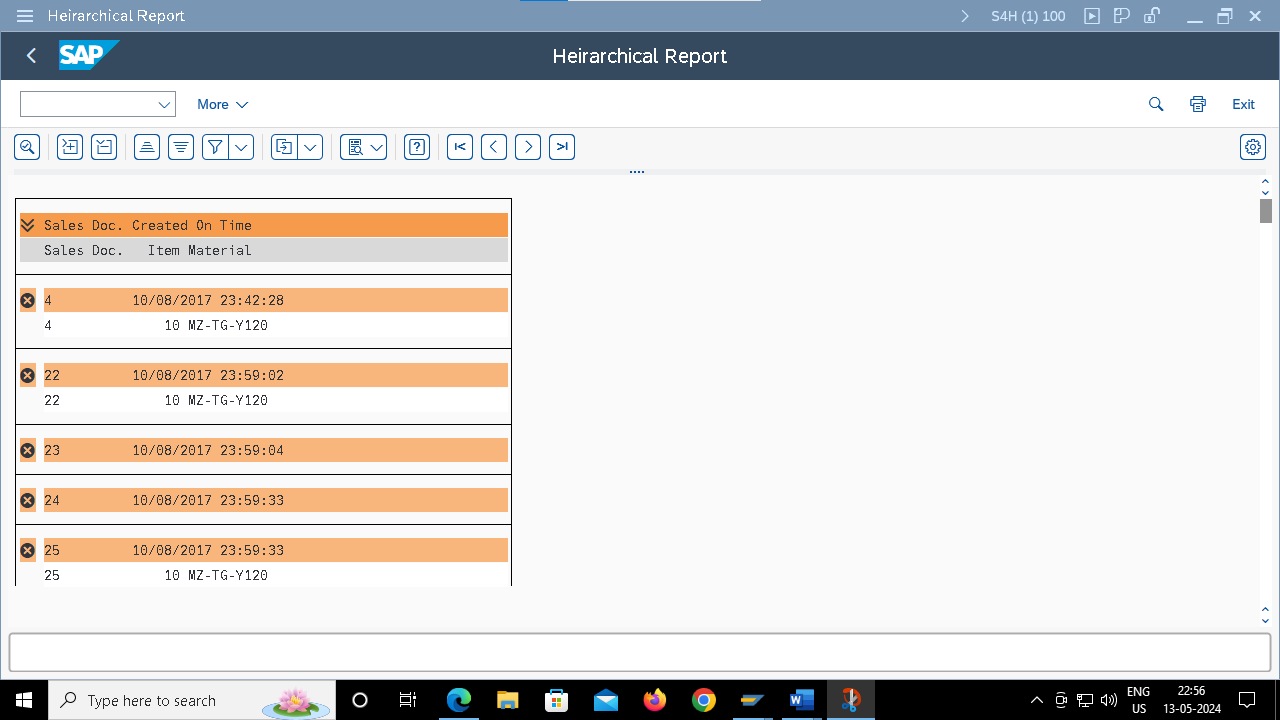 Heirarchical Report
S4H (1) 100
SAP
Heirarchical Report
More
Exit
Sales Doc. Created On Time
Sales Doc.   Item Material
4          10/08/2017 23:42:28
4              10 MZ-TG-Y120
22         10/08/2017 23:59:02
22             10 MZ-TG-Y120
23         10/08/2017 23:59:04
24         10/08/2017 23:59:33
25         10/08/2017 23:59:33
25             10 MZ-TG-Y120
Type here to search
ENG
US
22:56
13-05-2024